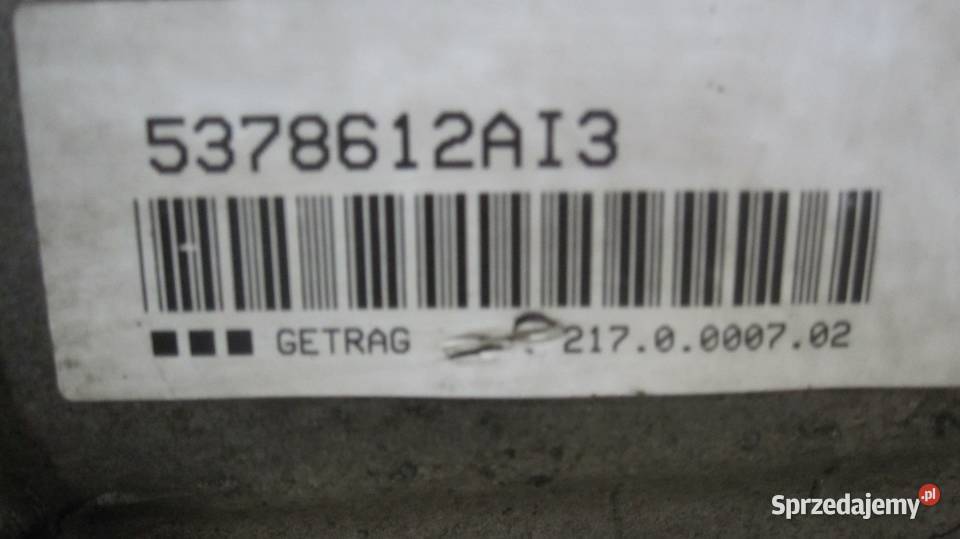 5378612AI3
GETRAG 217.0.0007.02
Sprzedajemy.pl